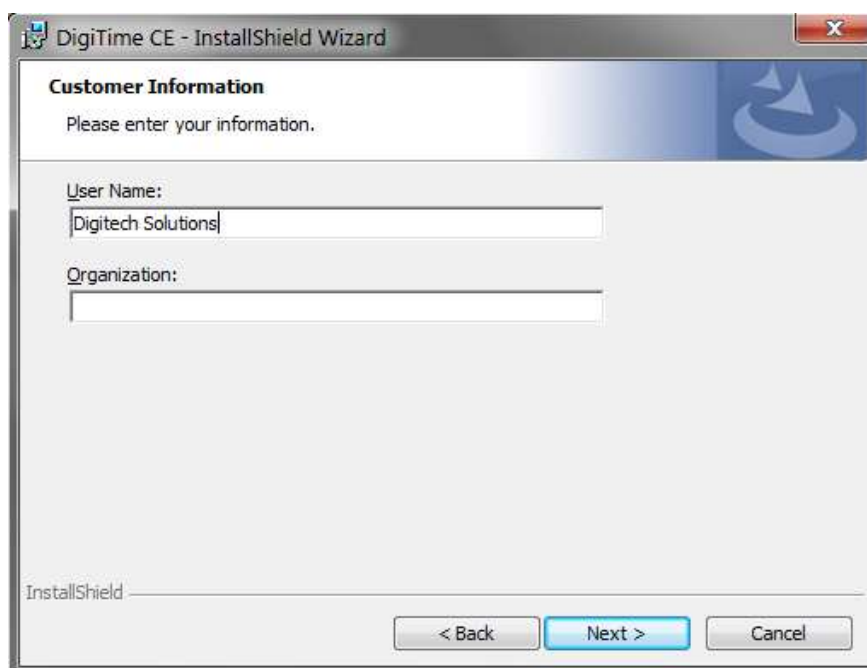 DigiTime CE - InstallShield Wizard
Customer Information
Please enter your information.
User Name:
Digitech Solutions
Organization:
InstallShield
< Back Next > Cancel